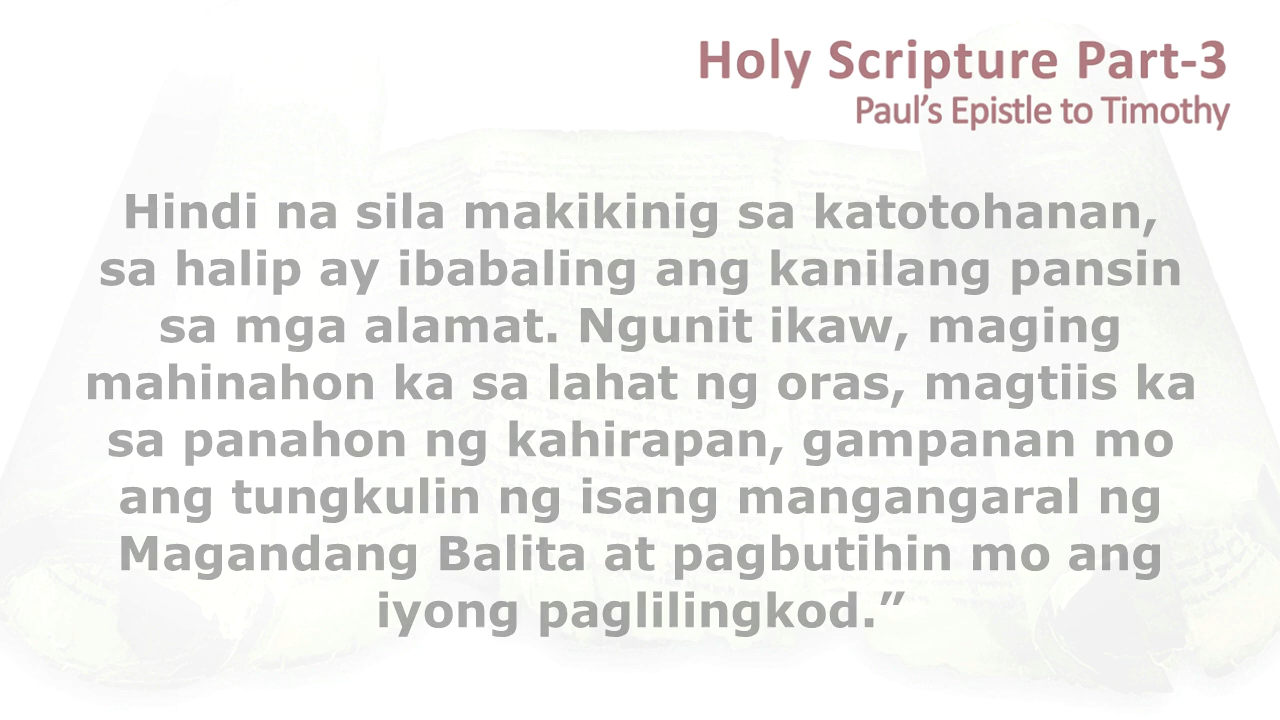 Holy Scripture Part-3
Paul’s Epistle to Timothy
Hindi na sila makikinig sa katotohanan,
sa halip ay ibabaling ang kanilang pansin
sa mga alamat. Ngunit ikaw, maging
mahinahon ka sa lahat ng oras, magtiis ka
sa panahon ng kahirapan, gampanan mo
ang tungkulin ng isang mangangaral ng
Magandang Balita at pagbutihin mo ang
iyong paglilingkod.”